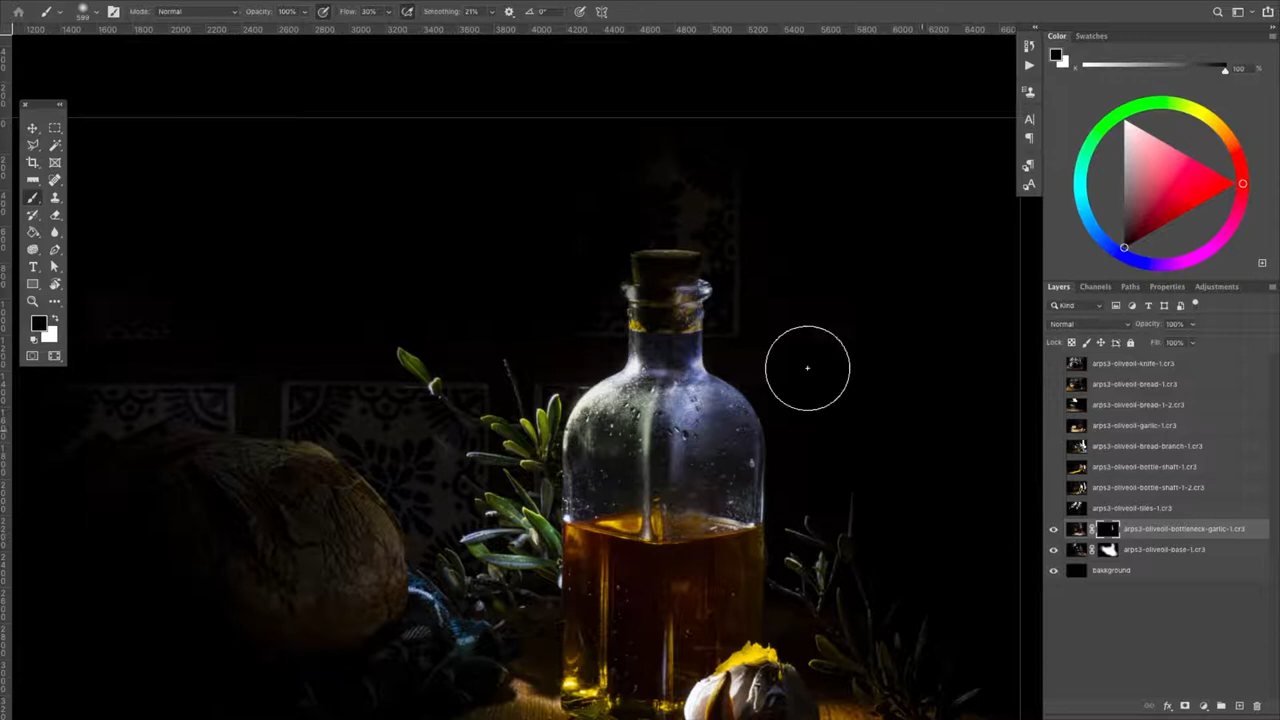 599 Mode: Normal Opacity: 100% Flow: 30% Smoothing: 21% 0°
1200 1400 1600 1800 2000 2200 2400 2600 2800 3000 3200 3400 3600 3800 4000 4200 4400 4600 4800 5000 5200 5400 5600 5800 6000 6200 6400
Color Swatches
K 100 %
Layers Channels Paths Properties Adjustments
Kind
Normal Opacity: 100%
Lock: Fill: 100%
arps3-oliveoil-knife-1.cr3
arps3-oliveoil-bread-1.cr3
arps3-oliveoil-bread-1-2.cr3
arps3-oliveoil-garlic-1.cr3
arps3-oliveoil-bread-branch-1.cr3
arps3-oliveoil-bottle-shaft-1.cr3
arps3-oliveoil-bottle-shaft-1-2.cr3
arps3-oliveoil-tiles-1.cr3
arps3-oliveoil-bottleneck-garlic-1.cr3
arps3-oliveoil-base-1.cr3
bakground